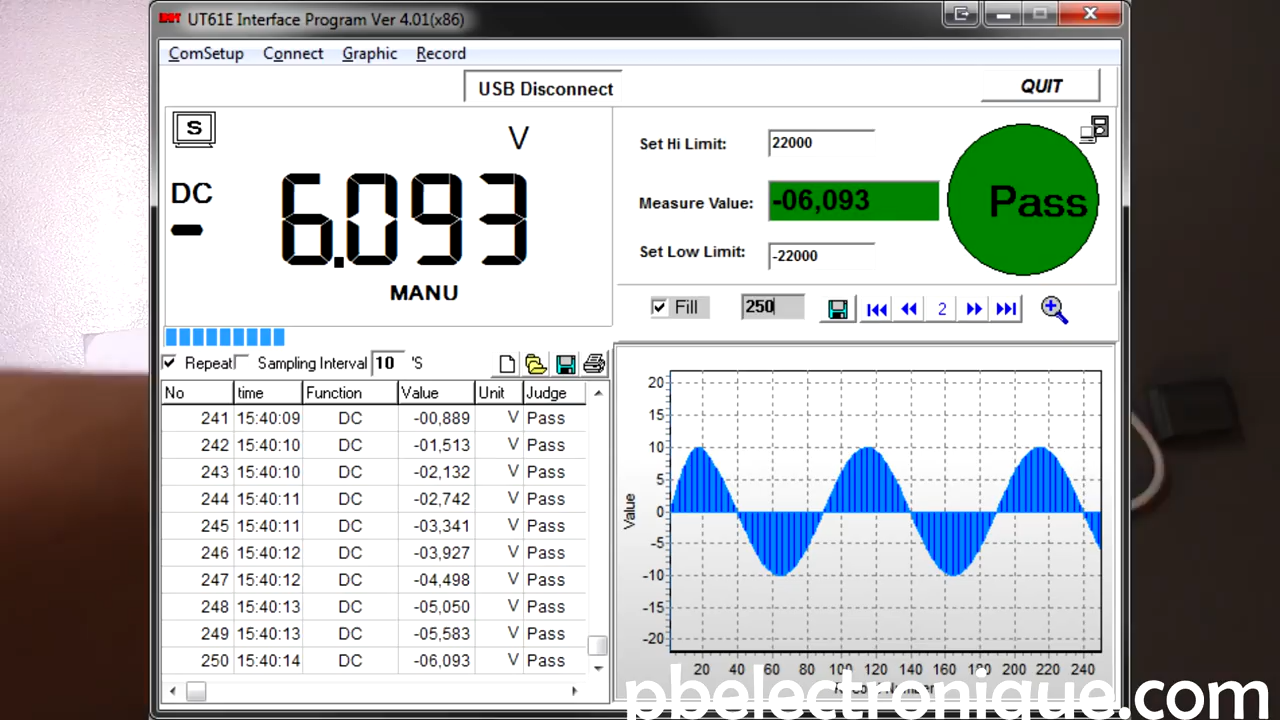 UT61E Interface Program Ver 4.01(x86)
ComSetup Connect Graphic Record
USB Disconnect
QUIT
S
V
DC
- 6.093
MANU
Set Hi Limit: 22000
Measure Value: -06,093
Set Low Limit: -22000
Pass
Fill 250 2
Repeat Sampling Interval 10 'S
No time Function Value Unit Judge
241 15:40:09 DC -00,889 V Pass
242 15:40:10 DC -01,513 V Pass
243 15:40:10 DC -02,132 V Pass
244 15:40:11 DC -02,742 V Pass
245 15:40:11 DC -03,341 V Pass
246 15:40:12 DC -03,927 V Pass
247 15:40:12 DC -04,498 V Pass
248 15:40:13 DC -05,050 V Pass
249 15:40:13 DC -05,583 V Pass
250 15:40:14 DC -06,093 V Pass
20
15
10
5
0
-5
-10
-15
-20
Value
20 40 60 80 100 120 140 160 180 200 220 240
pbelectronique.com